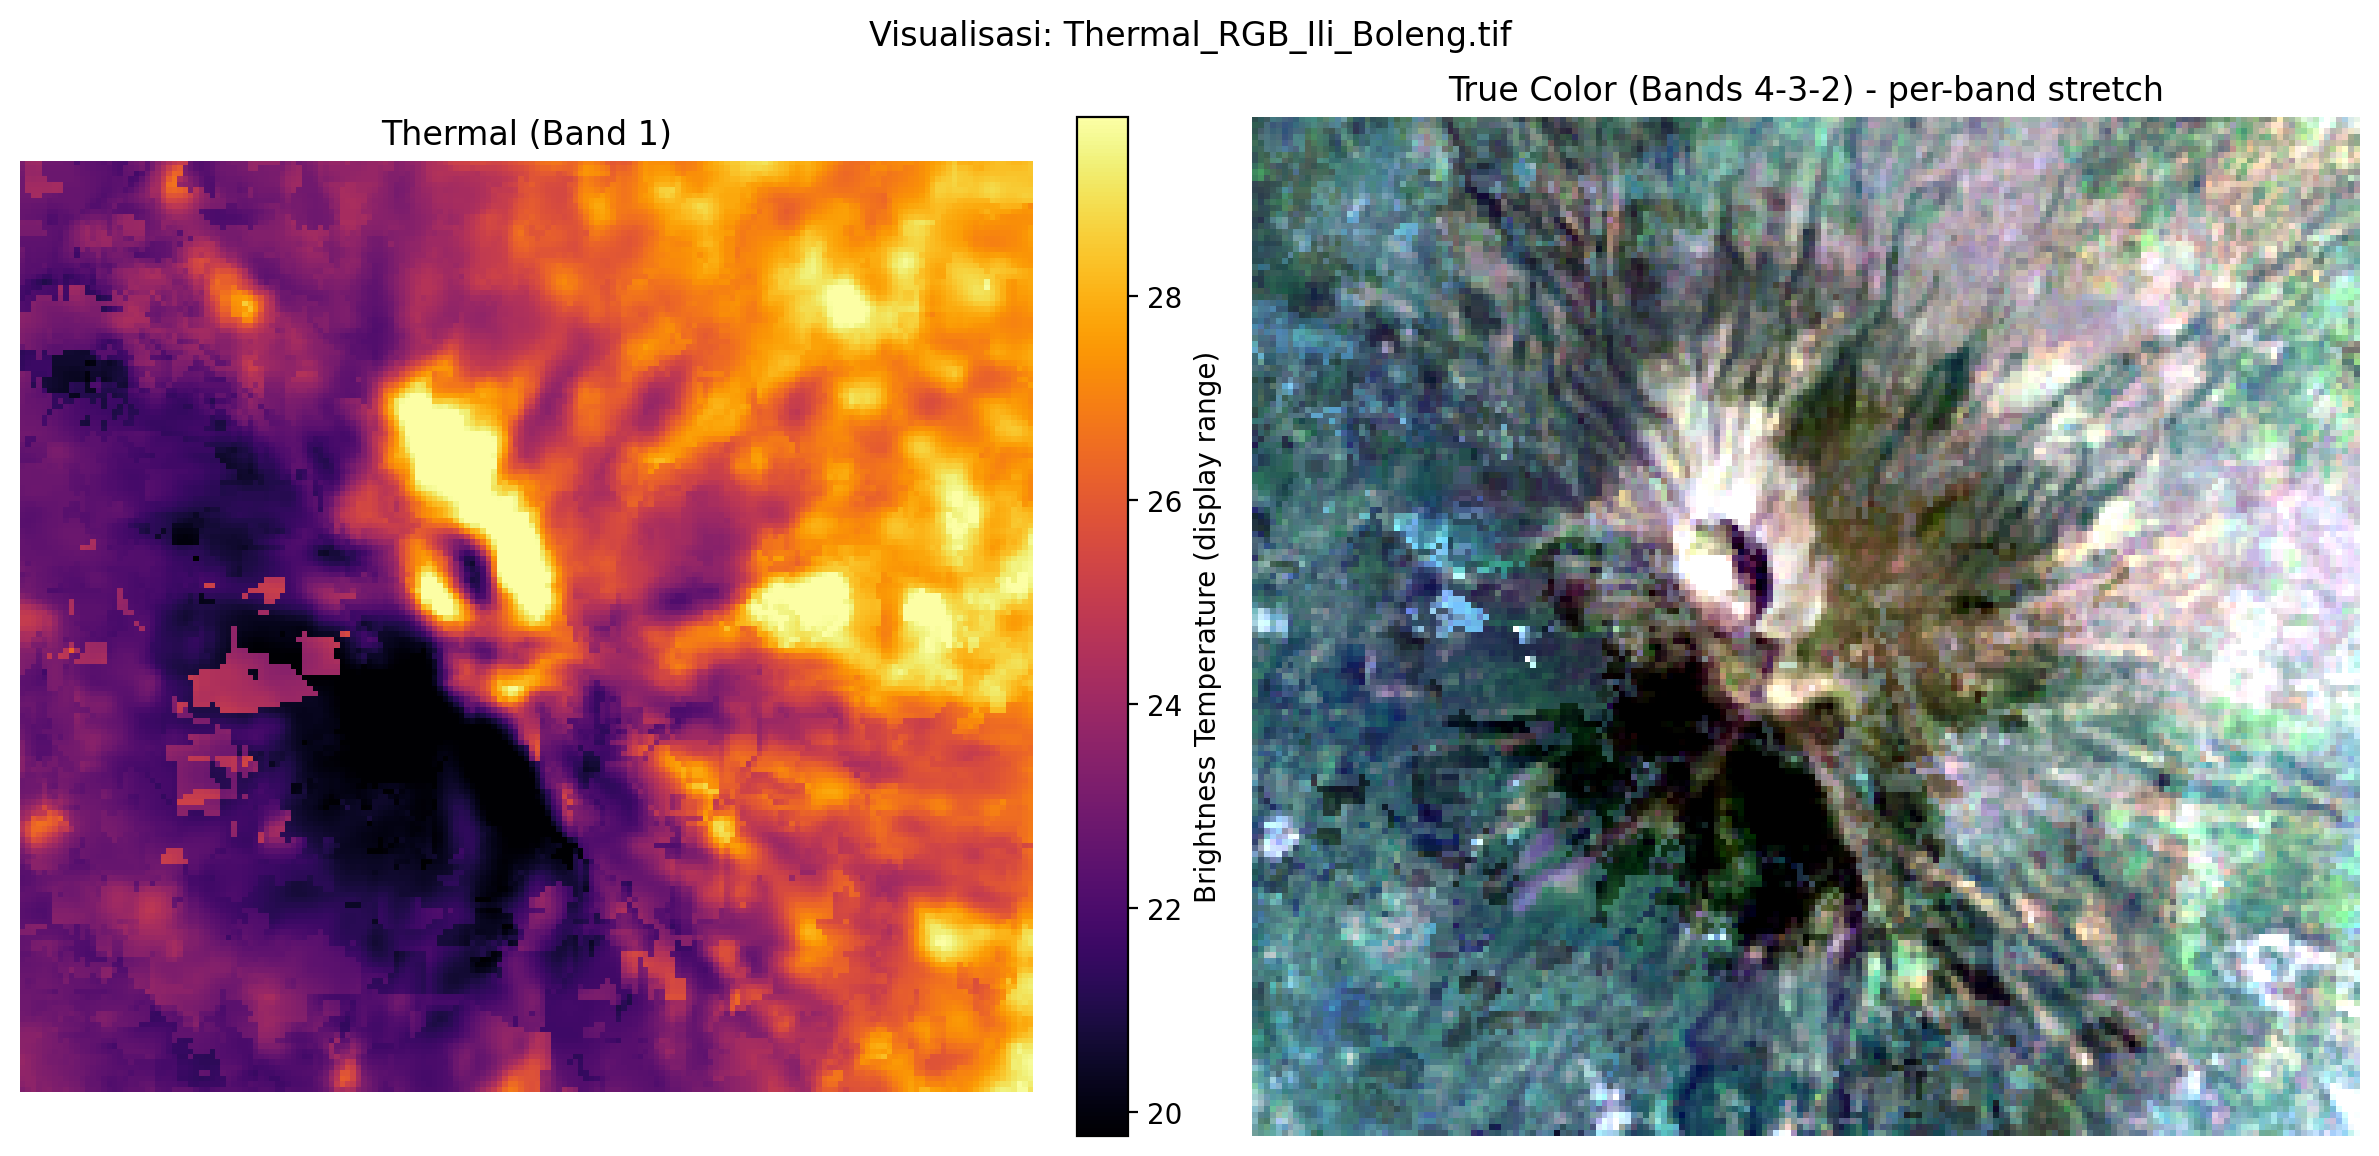 Visualisasi: Thermal_RGB_Ili_Boleng.tif
Thermal (Band 1)
28
26
24
22
20
Brightness Temperature (display range)
True Color (Bands 4-3-2) - per-band stretch